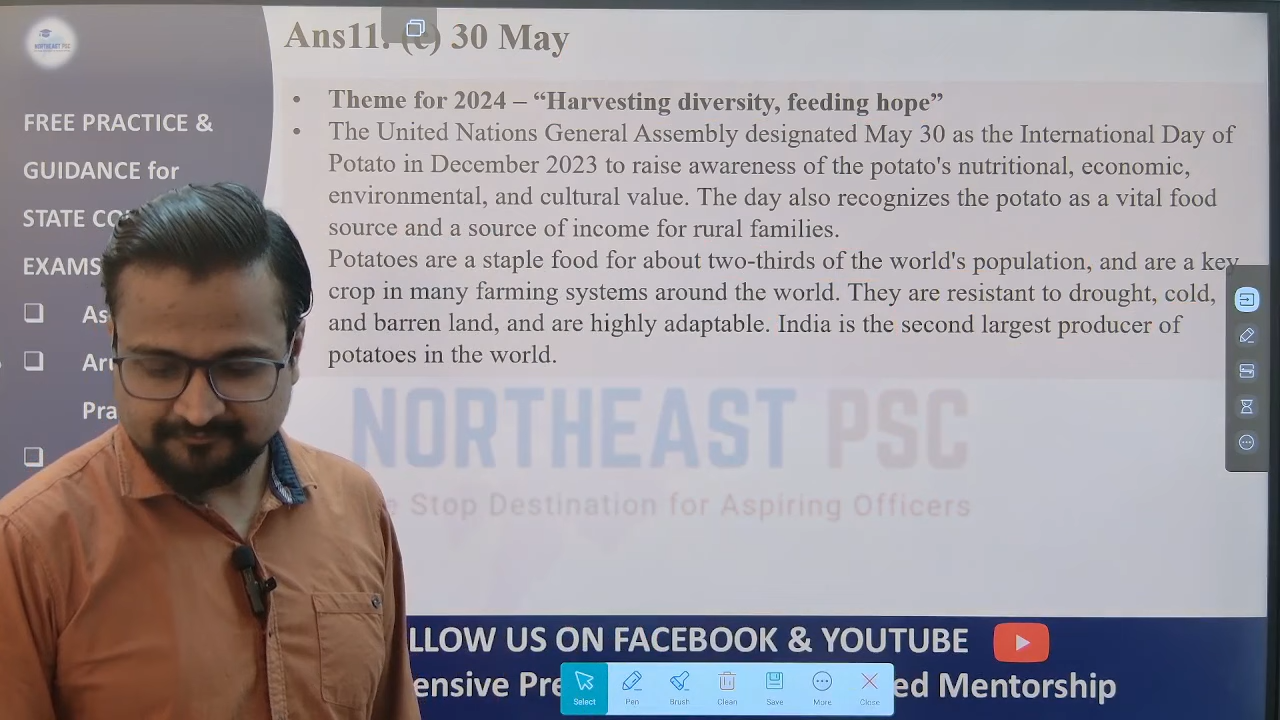 NORTHEAST PSC
Ans11. (c) 30 May
FREE PRACTICE &
GUIDANCE for
STATE
EXAMS
• Theme for 2024 – “Harvesting diversity, feeding hope”
• The United Nations General Assembly designated May 30 as the International Day of
Potato in December 2023 to raise awareness of the potato's nutritional, economic,
environmental, and cultural value. The day also recognizes the potato as a vital food
source and a source of income for rural families.
Potatoes are a staple food for about two-thirds of the world's population, and are a key
crop in many farming systems around the world. They are resistant to drought, cold,
and barren land, and are highly adaptable. India is the second largest producer of
potatoes in the world.
NORTHEAST PSC
Stop Destination for Aspiring Officers
LLOW US ON FACEBOOK & YOUTUBE
ensive Pre
ed Mentorship
Select Pen Brush Clean Save More Close